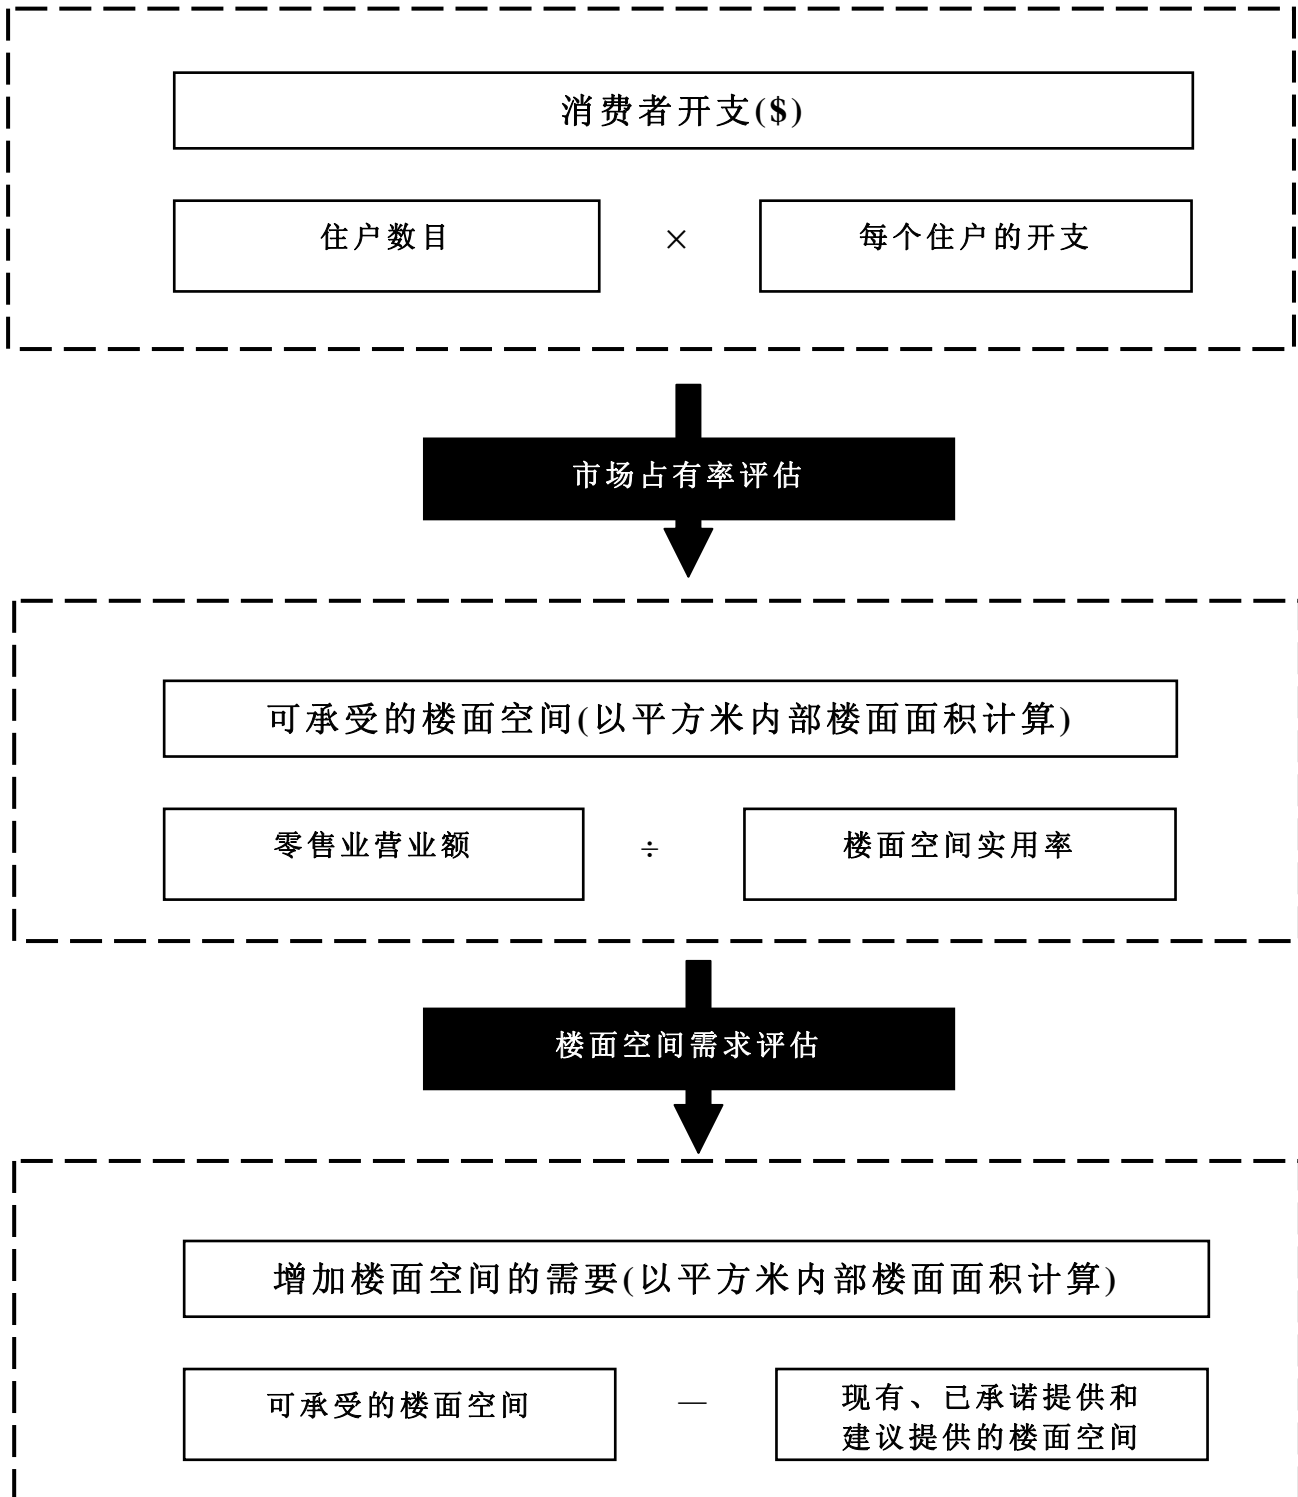 消费者开支($)
住户数目 × 每个住户的开支
市场占有率评估
可承受的楼面空间(以平方米内部楼面面积计算)
零售业营业额 ÷ 楼面空间实用率
楼面空间需求评估
增加楼面空间的需要(以平方米内部楼面面积计算)
可承受的楼面空间 —
现有、已承诺提供和
建议提供的楼面空间